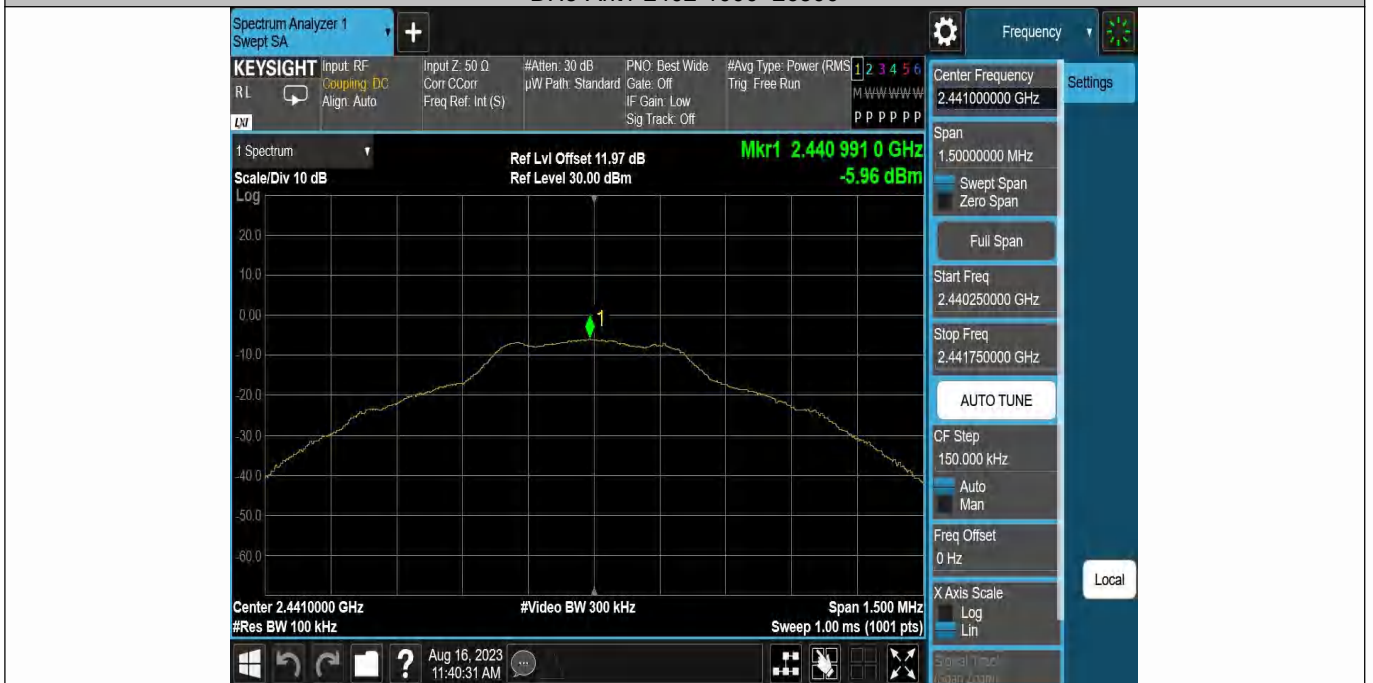 Spectrum Analyzer 1
Swept SA
+
Frequency
KEYSIGHT
RL
LXI
Input: RF
Coupling: DC
Align: Auto
Input Z: 50 Ω
Corr CCorr
Freq Ref: Int (S)
#Atten: 30 dB
µW Path: Standard
PNO: Best Wide
Gate: Off
IF Gain: Low
Sig Track: Off
#Avg Type: Power (RMS
Trig: Free Run
1 2 3 4 5 6
M W W W W W
P P P P P P
1 Spectrum
Scale/Div 10 dB
Log
Ref Lvl Offset 11.97 dB
Ref Level 30.00 dBm
Mkr1 2.440 991 0 GHz
-5.96 dBm
20.0
10.0
0.00
-10.0
-20.0
-30.0
-40.0
-50.0
-60.0
1
Center 2.4410000 GHz
#Res BW 100 kHz
#Video BW 300 kHz
Span 1.500 MHz
Sweep 1.00 ms (1001 pts)
Center Frequency
2.441000000 GHz
Settings
Span
1.50000000 MHz
Swept Span
Zero Span
Full Span
Start Freq
2.440250000 GHz
Stop Freq
2.441750000 GHz
AUTO TUNE
CF Step
150.000 kHz
Auto
Man
Freq Offset
0 Hz
X Axis Scale
Log
Lin
Local
Signal Track
(Span Zoom)
?
Aug 16, 2023
11:40:31 AM